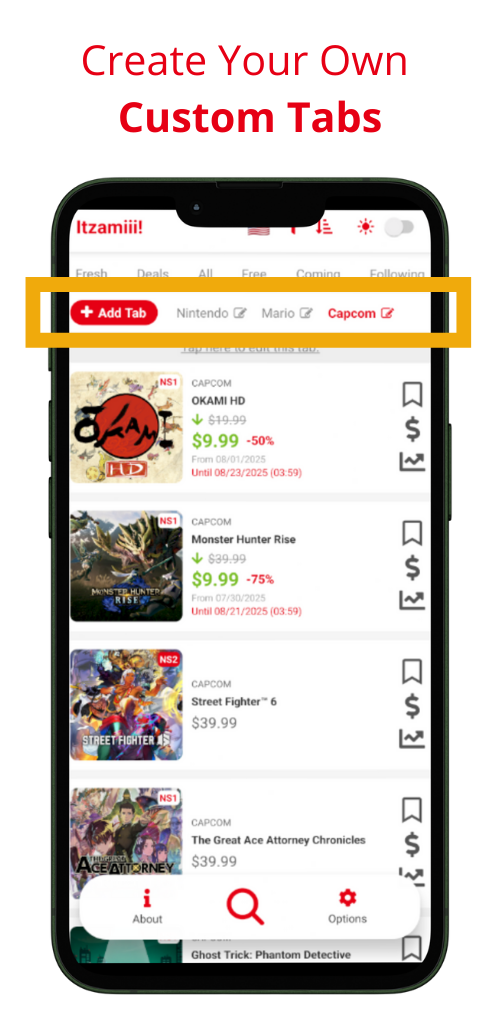 Create Your Own
Custom Tabs
Itzamiii!
Fresh Deals All Free Coming Following
+ Add Tab Nintendo Mario Capcom
Tap here to edit this tab.
NS1
CAPCOM
OKAMI HD
$19.99
$9.99 -50%
From 08/01/2025
Until 08/23/2025 (03:59)
ŌKAMI
HD
NS1
CAPCOM
Monster Hunter Rise
$39.99
$9.99 -75%
From 07/30/2025
Until 08/21/2025 (03:59)
MONSTER HUNTER
RISE
NS2
CAPCOM
Street Fighter™ 6
$39.99
STREET FIGHTER 6
NS1
CAPCOM
The Great Ace Attorney Chronicles
$39.99
THE GREAT
ACE ATTORNEY
About
Options
NS1
Ghost Trick: Phantom Detective